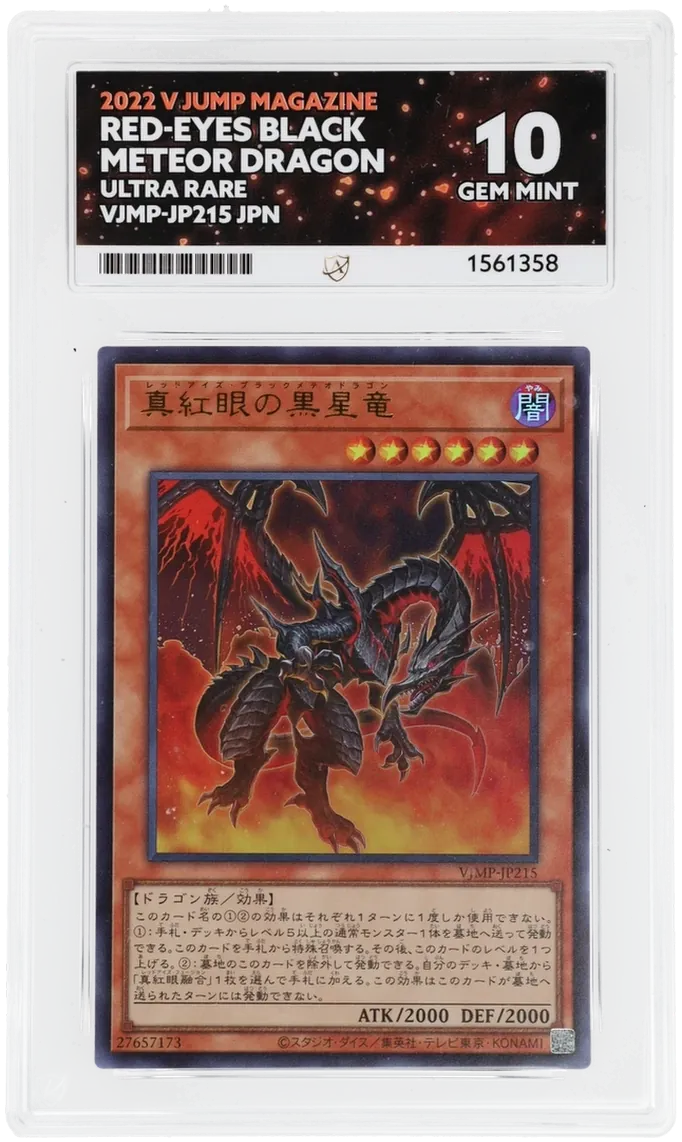 2022 V JUMP MAGAZINE
RED-EYES BLACK
METEOR DRAGON
ULTRA RARE
VJMP-JP215 JPN
10
GEM MINT
1561358
レッドアイズ・ブラックメテオドラゴン
真紅眼の黒星竜
やみ
闇
VJMP-JP215
【ドラゴン族／効果】
このカード名の①②の効果はそれぞれ1ターンに1度しか使用できない。
①：手札・デッキからレベル5以上の通常モンスター1体を墓地へ送って発動
できる。このカードを手札から特殊召喚する。その後、このカードのレベルを1つ
上げる。②：墓地のこのカードを除外して発動できる。自分のデッキ・墓地から
「真紅眼融合」1枚を選んで手札に加える。この効果はこのカードが墓地へ
送られたターンには発動できない。
ATK/2000 DEF/2000
27657173
©スタジオ・ダイス／集英社・テレビ東京・KONAMI